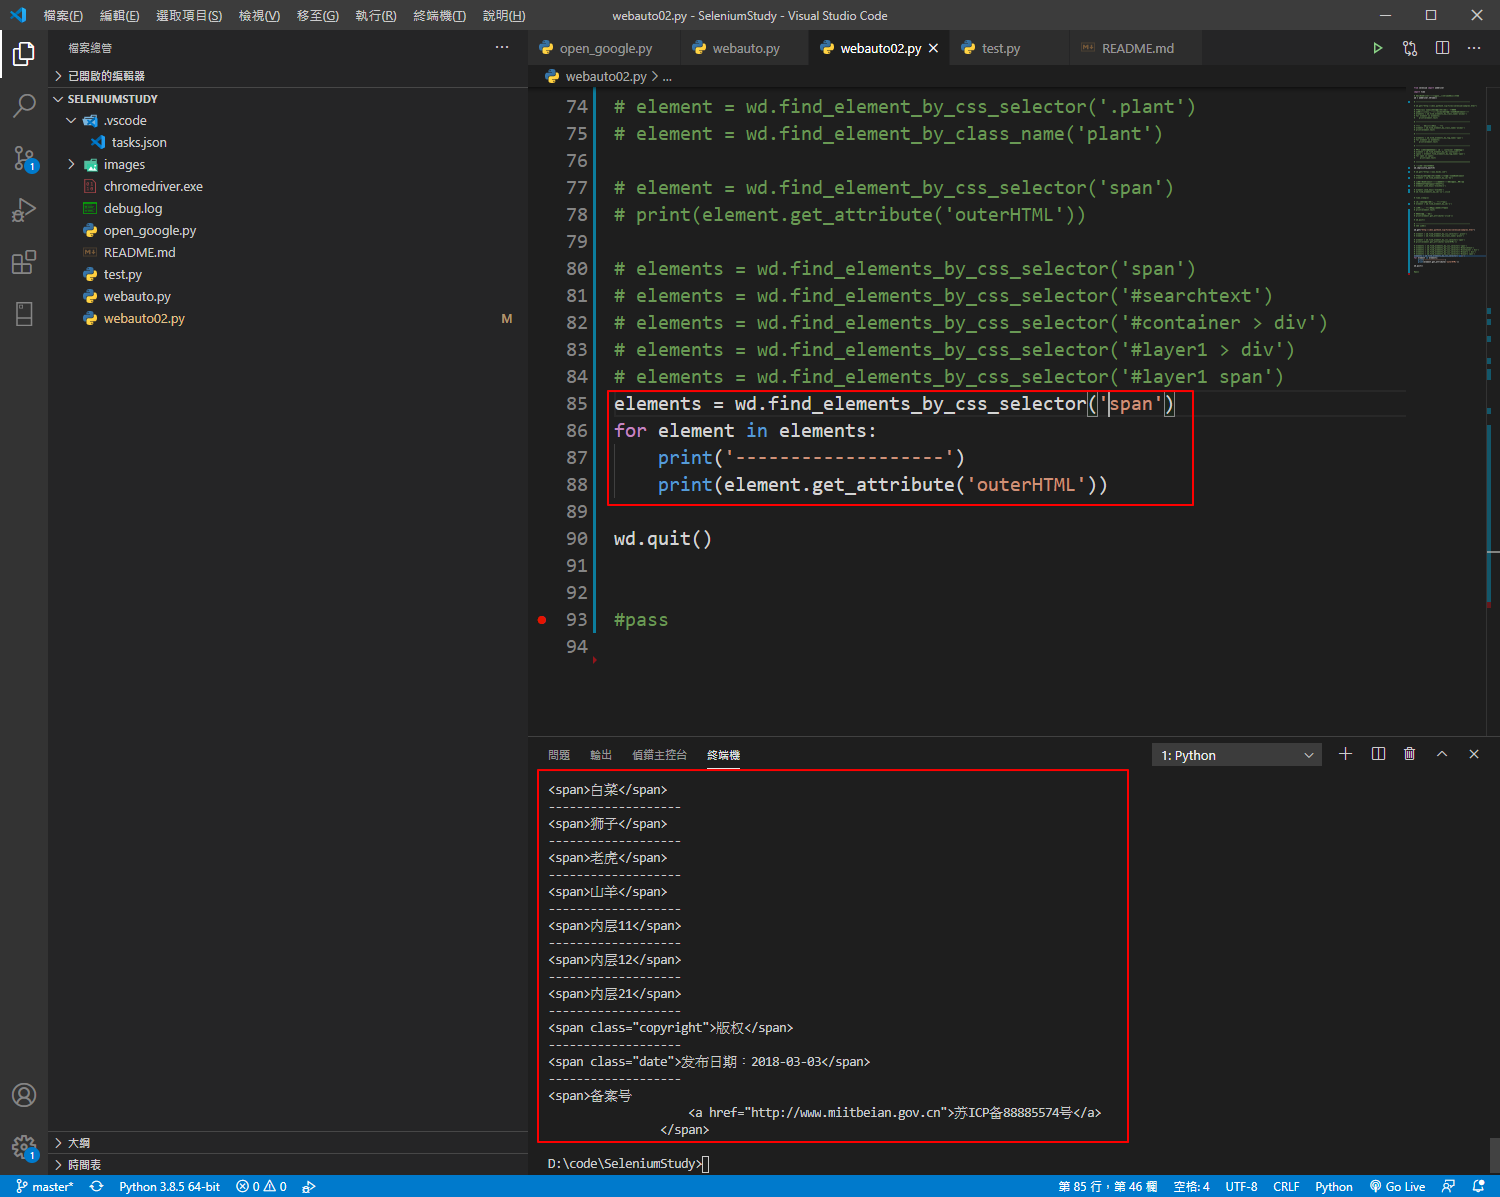 檔案(F) 編輯(E) 選取項目(S) 檢視(V) 移至(G) 執行(R) 終端機(T) 說明(H) webauto02.py - SeleniumStudy - Visual Studio Code
檔案總管 ...
已開啟的編輯器
SELENIUMSTUDY
.vscode
tasks.json
images
chromedriver.exe
debug.log
open_google.py
README.md
test.py
webauto.py
webauto02.py M
大綱
時間表
1
1
open_google.py webauto.py webauto02.py test.py README.md
webauto02.py > ...
74 # element = wd.find_element_by_css_selector('.plant')
75 # element = wd.find_element_by_class_name('plant')
76
77 # element = wd.find_element_by_css_selector('span')
78 # print(element.get_attribute('outerHTML'))
79
80 # elements = wd.find_elements_by_css_selector('span')
81 # elements = wd.find_elements_by_css_selector('#searchtext')
82 # elements = wd.find_elements_by_css_selector('#container > div')
83 # elements = wd.find_elements_by_css_selector('#layer1 > div')
84 # elements = wd.find_elements_by_css_selector('#layer1 span')
85 elements = wd.find_elements_by_css_selector('span')
86 for element in elements:
87 print('-------------------')
88 print(element.get_attribute('outerHTML'))
89
90 wd.quit()
91
92
93 #pass
94
問題 輸出 偵錯主控台 終端機 1: Python
<span>白菜</span>
-------------------
<span>狮子</span>
-------------------
<span>老虎</span>
-------------------
<span>山羊</span>
-------------------
<span>内层11</span>
-------------------
<span>内层12</span>
-------------------
<span>内层21</span>
-------------------
<span class="copyright">版权</span>
-------------------
<span class="date">发布日期：2018-03-03</span>
-------------------
<span>备案号
<a href="http://www.miitbeian.gov.cn">苏ICP备88885574号</a>
</span>
D:\code\SeleniumStudy>
master* Python 3.8.5 64-bit 0 0 第 85 行，第 46 欄 空格: 4 UTF-8 CRLF Python Go Live